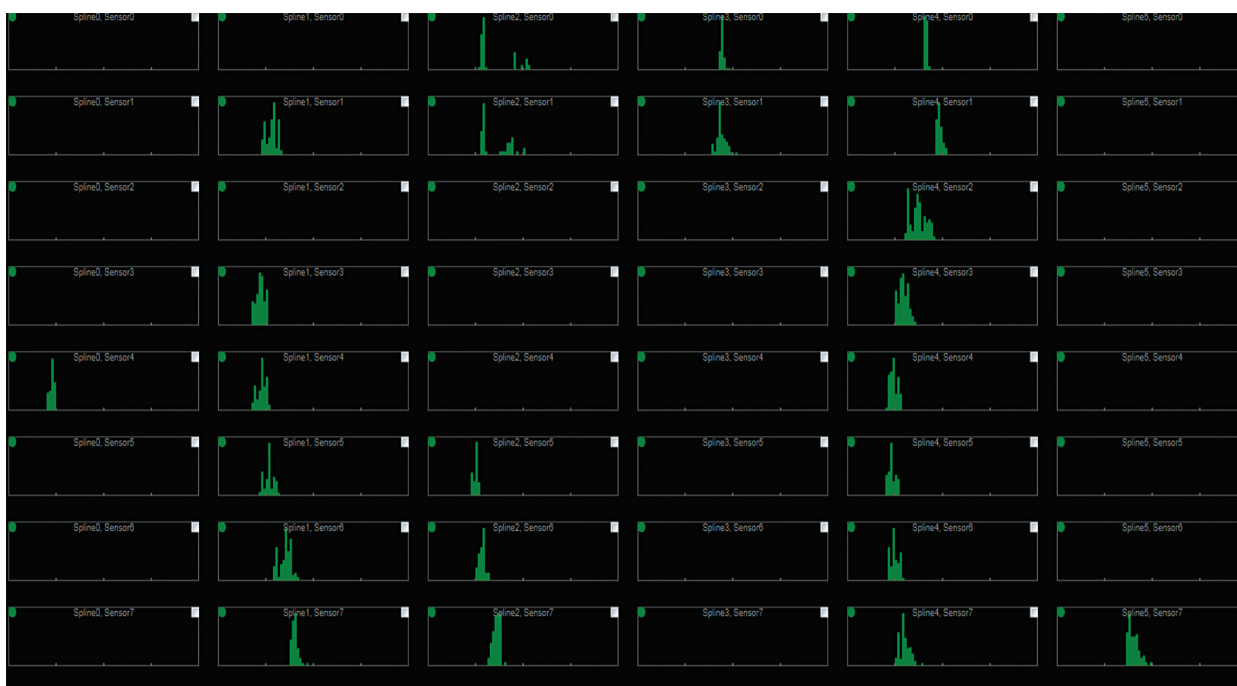 Spline0, Sensor0 Spline1, Sensor0 Spline2, Sensor0 Spline3, Sensor0 Spline4, Sensor0 Spline5, Sensor0
Spline0, Sensor1 Spline1, Sensor1 Spline2, Sensor1 Spline3, Sensor1 Spline4, Sensor1 Spline5, Sensor1
Spline0, Sensor2 Spline1, Sensor2 Spline2, Sensor2 Spline3, Sensor2 Spline4, Sensor2 Spline5, Sensor2
Spline0, Sensor3 Spline1, Sensor3 Spline2, Sensor3 Spline3, Sensor3 Spline4, Sensor3 Spline5, Sensor3
Spline0, Sensor4 Spline1, Sensor4 Spline2, Sensor4 Spline3, Sensor4 Spline4, Sensor4 Spline5, Sensor4
Spline0, Sensor5 Spline1, Sensor5 Spline2, Sensor5 Spline3, Sensor5 Spline4, Sensor5 Spline5, Sensor5
Spline0, Sensor6 Spline1, Sensor6 Spline2, Sensor6 Spline3, Sensor6 Spline4, Sensor6 Spline5, Sensor6
Spline0, Sensor7 Spline1, Sensor7 Spline2, Sensor7 Spline3, Sensor7 Spline4, Sensor7 Spline5, Sensor7